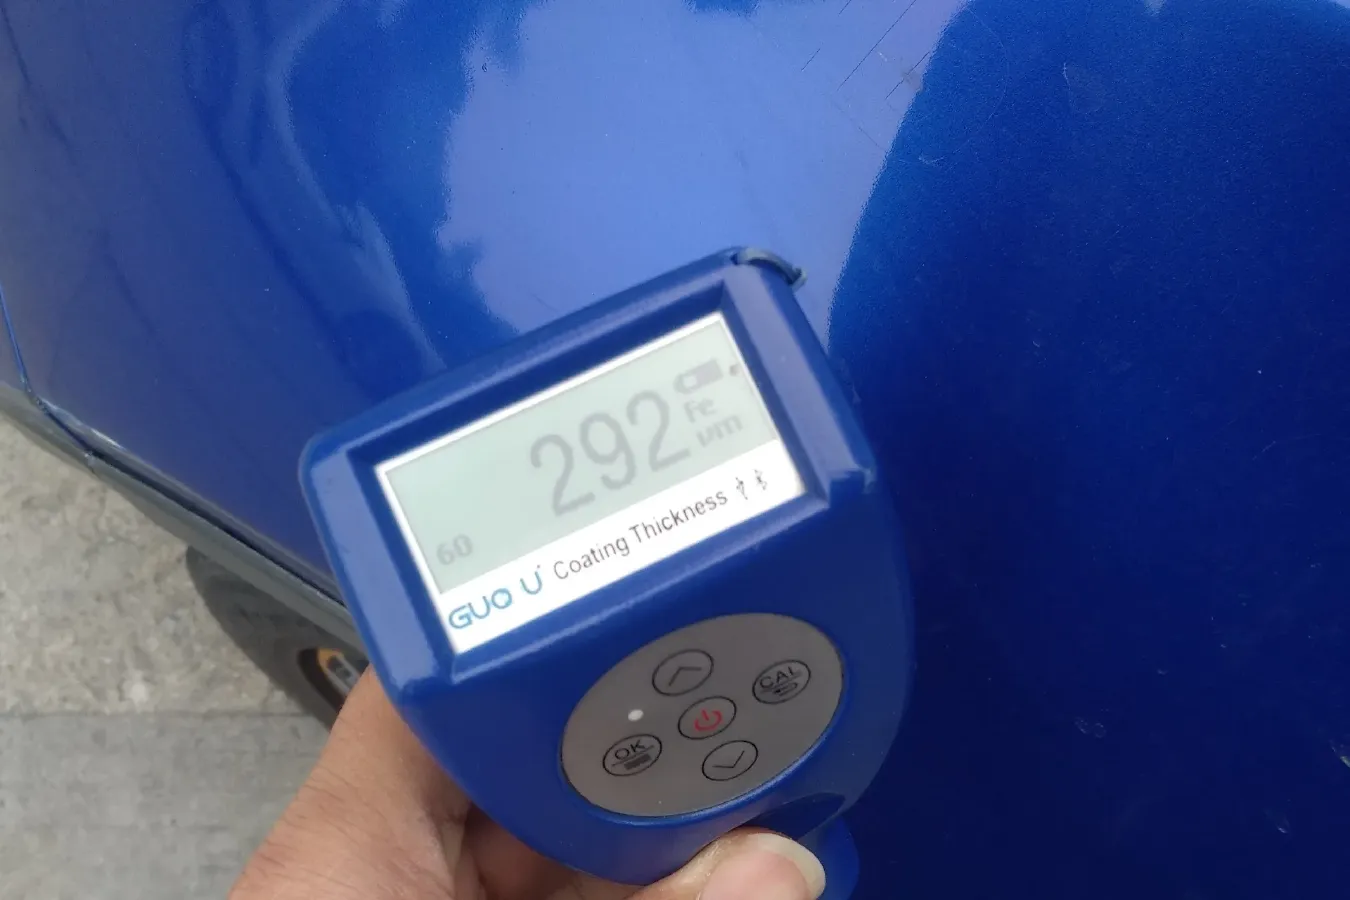 292
Fe
μm
60
GUO U Coating Thickness
CAL
OK